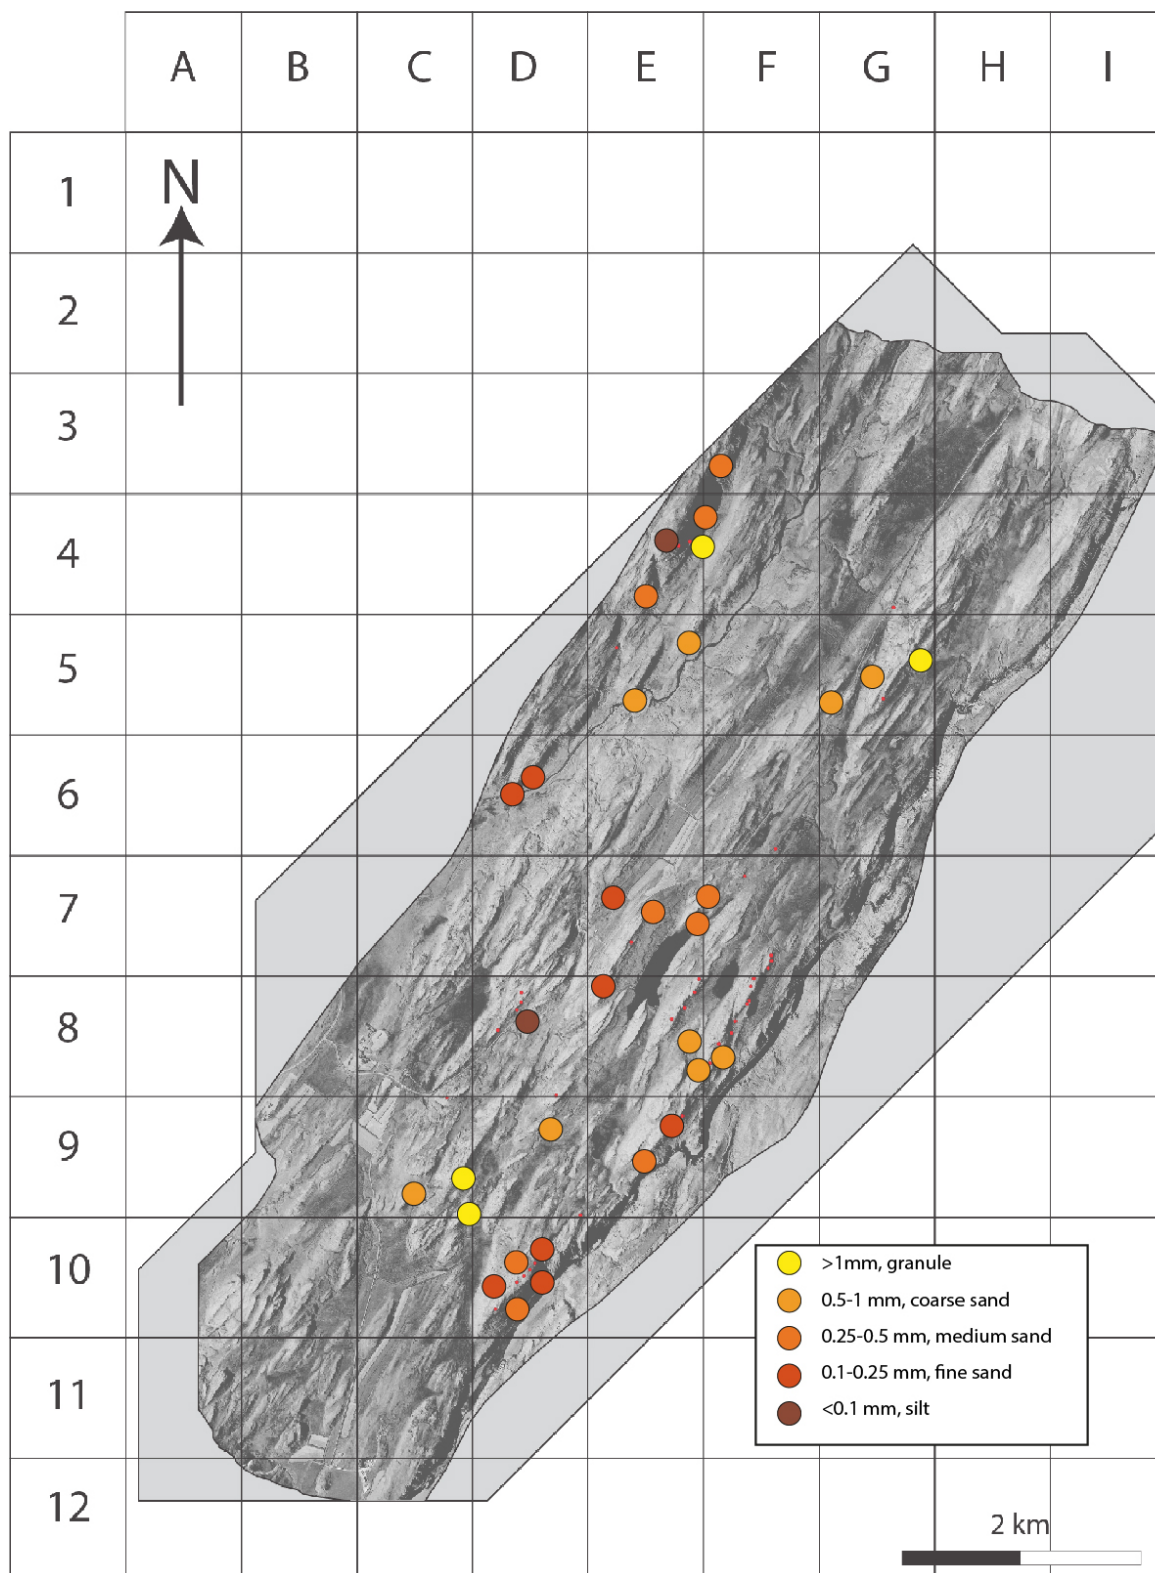 A B C D E F G H I
1
N
2
3
4
5
6
7
8
9
10
>1mm, granule
0.5-1 mm, coarse sand
0.25-0.5 mm, medium sand
11
0.1-0.25 mm, fine sand
<0.1 mm, silt
12
2 km